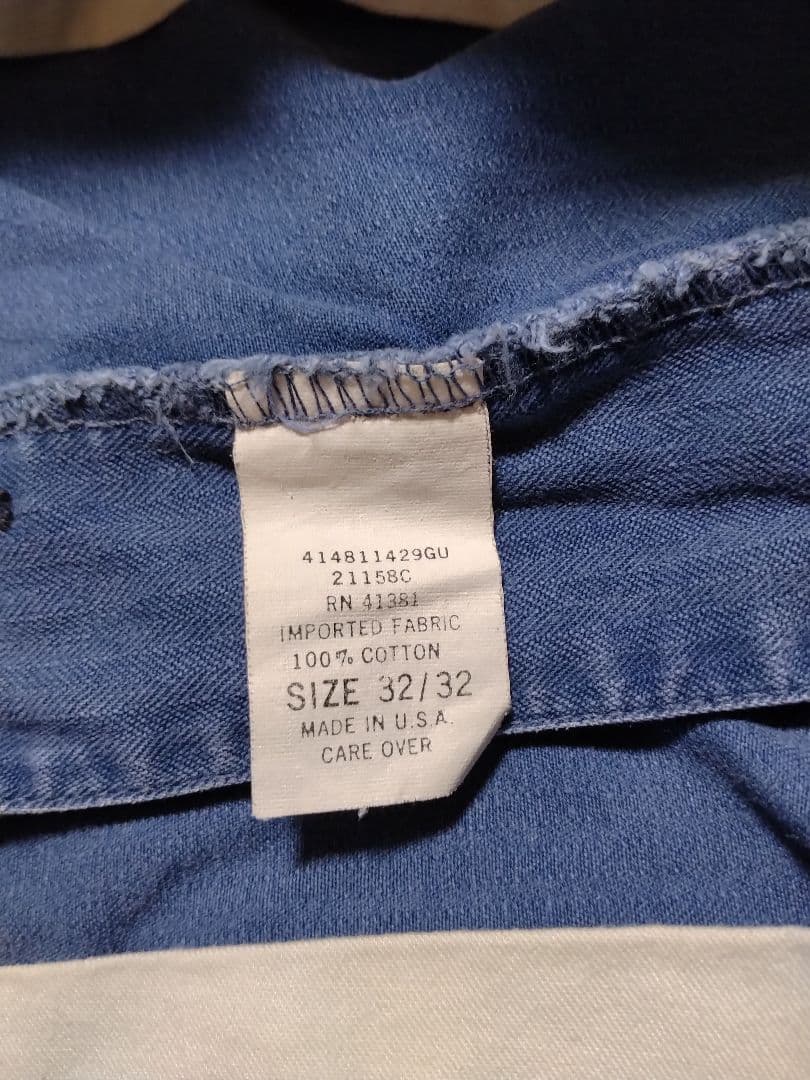 414811429GU
21158C
RN 41381
IMPORTED FABRIC
100% COTTON
SIZE 32/32
MADE IN U.S.A.
CARE OVER